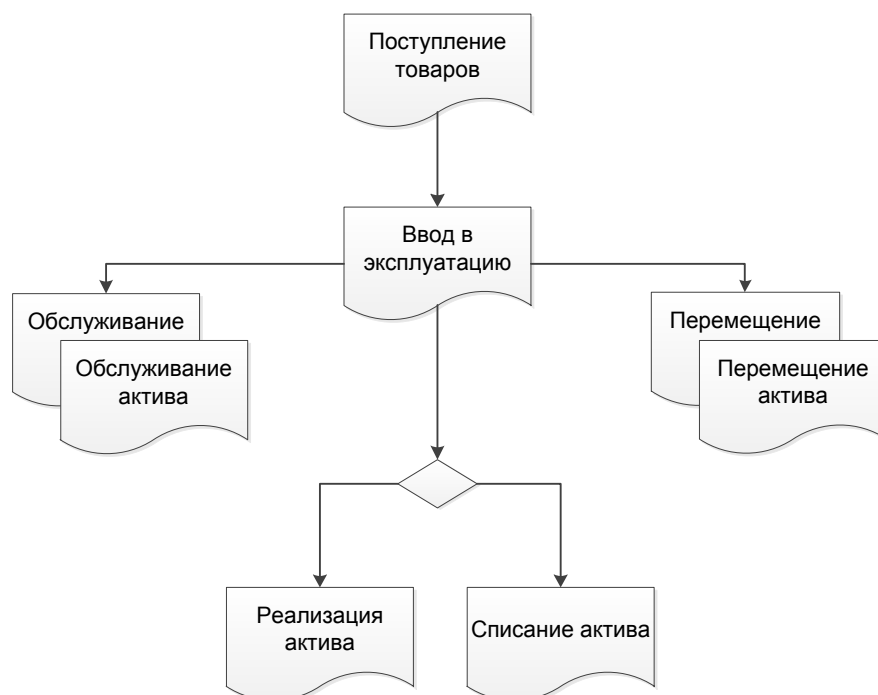 Поступление
товаров
Ввод в
эксплуатацию
Обслуживание
Обслуживание
актива
Перемещение
Перемещение
актива
Реализация
актива
Списание актива